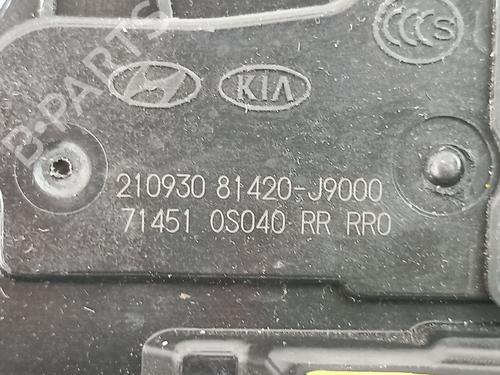 B-PARTS
CCC S
KIA
210930 81420-J9000
71451 0S040 RR RR0